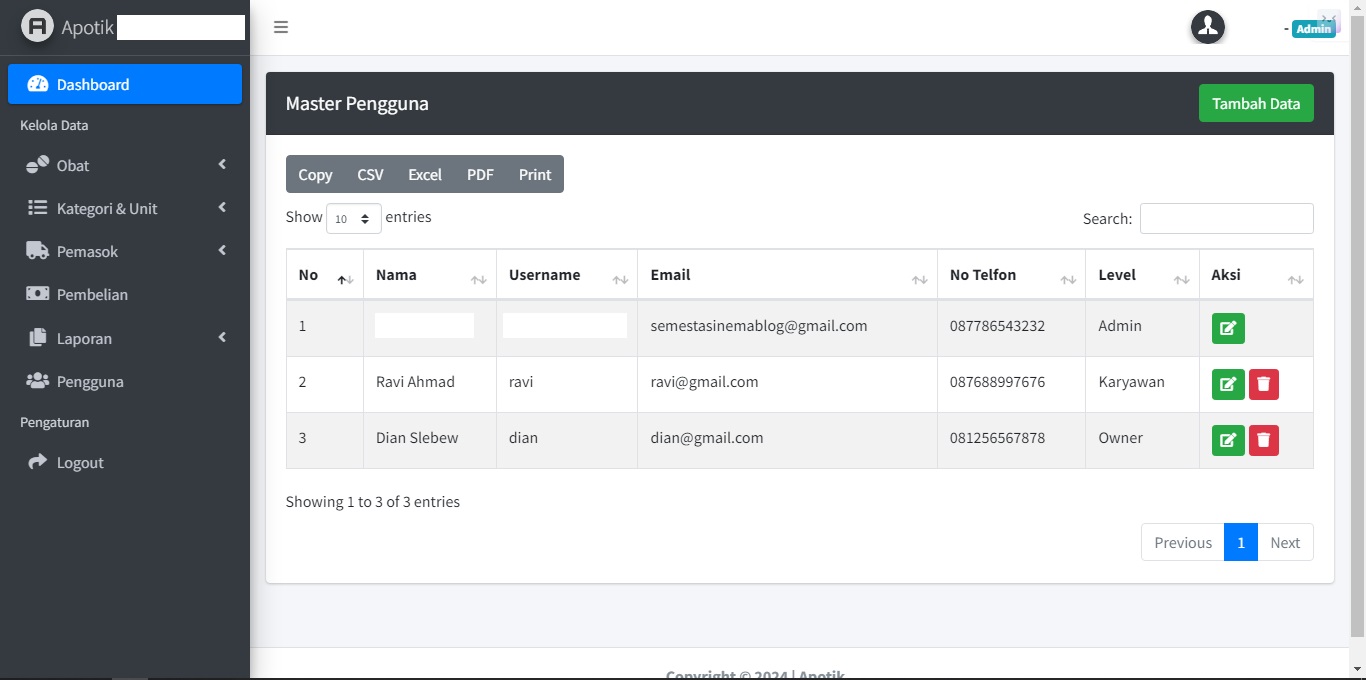 Apotik
- Admin
Dashboard
Kelola Data
Obat
Kategori & Unit
Pemasok
Pembelian
Laporan
Pengguna
Pengaturan
Logout
Master Pengguna
Tambah Data
Copy CSV Excel PDF Print
Show 10 entries
Search:
No Nama Username Email No Telfon Level Aksi
1 semestasinemablog@gmail.com 087786543232 Admin
2 Ravi Ahmad ravi ravi@gmail.com 087688997676 Karyawan
3 Dian Slebew dian dian@gmail.com 081256567878 Owner
Showing 1 to 3 of 3 entries
Previous 1 Next
Copyright © 2024 | Apotik